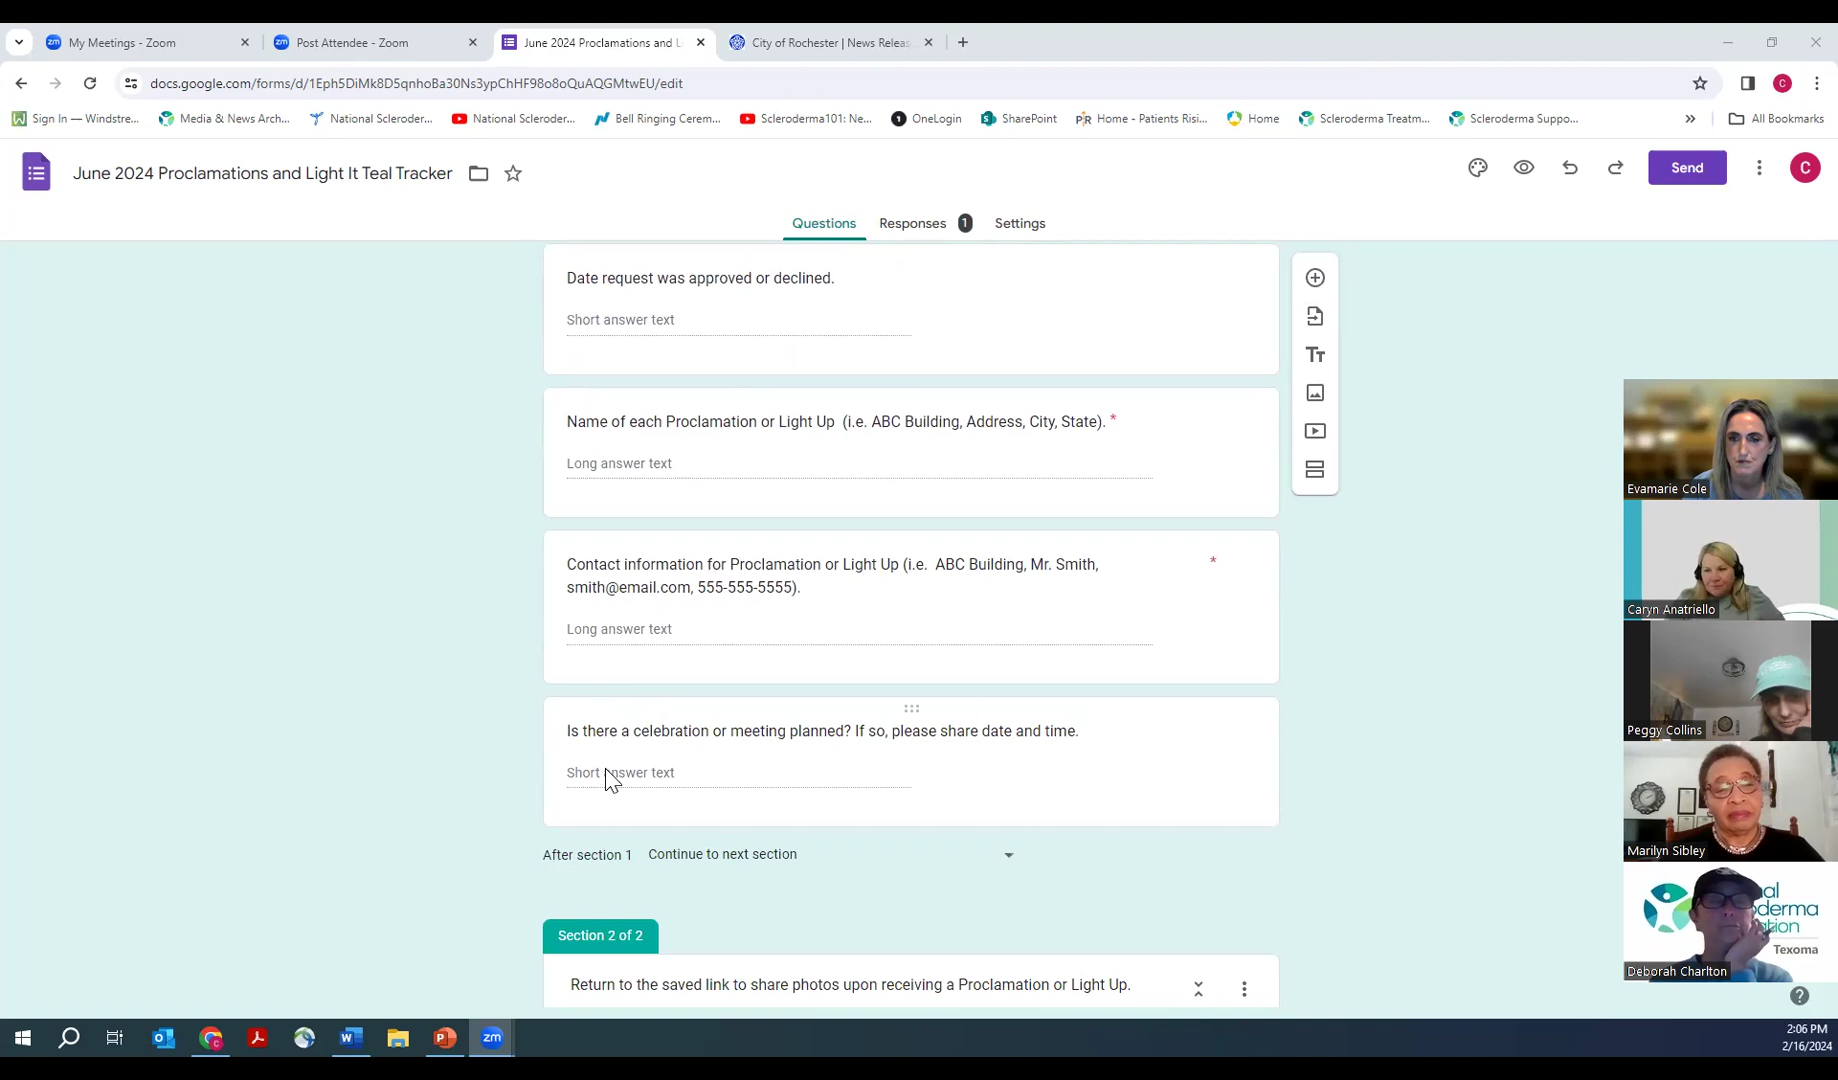 My Meetings - Zoom
Post Attendee - Zoom
June 2024 Proclamations and Li
City of Rochester | News Releas
docs.google.com/forms/d/1Eph5DiMk8D5qnhoBa30Ns3ypChHF98o8oQuAQGMtwEU/edit
Sign In — Windstre...
Media & News Arch...
National Scleroder...
National Scleroder...
Bell Ringing Cerem...
Scleroderma101: Ne...
OneLogin
SharePoint
Home - Patients Risi...
Home
Scleroderma Treatm...
Scleroderma Suppo...
All Bookmarks
June 2024 Proclamations and Light It Teal Tracker
Send
C
Questions
Responses 1
Settings
Date request was approved or declined.
Short answer text
Name of each Proclamation or Light Up (i.e. ABC Building, Address, City, State). *
Long answer text
Contact information for Proclamation or Light Up (i.e. ABC Building, Mr. Smith, *
smith@email.com, 555-555-5555).
Long answer text
Is there a celebration or meeting planned? If so, please share date and time.
Short answer text
After section 1 Continue to next section
Section 2 of 2
Return to the saved link to share photos upon receiving a Proclamation or Light Up.
Evamarie Cole
Caryn Anatriello
Peggy Collins
Marilyn Sibley
Texoma
Deborah Charlton
2:06 PM
2/16/2024